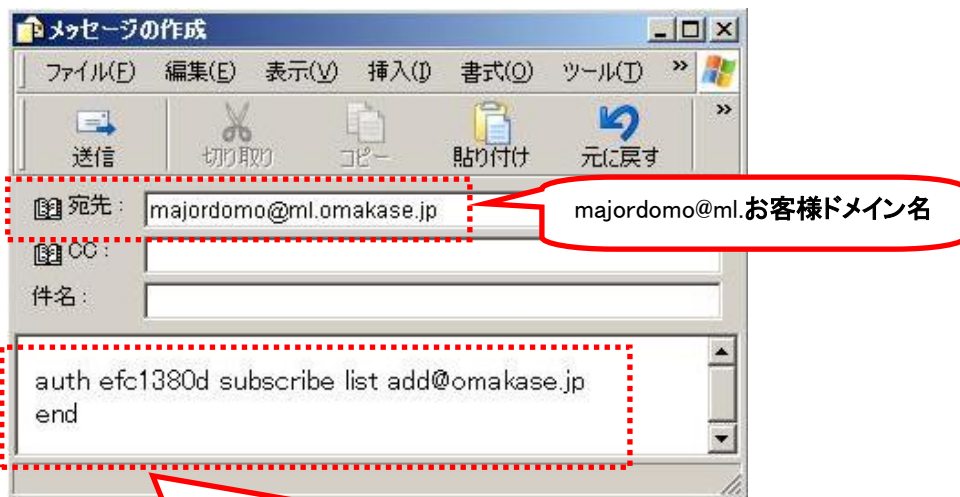 メッセージの作成
ファイル(F) 編集(E) 表示(V) 挿入(I) 書式(O) ツール(T) »
送信 切り取り コピー 貼り付け 元に戻す »
宛先： majordomo@ml.omakase.jp
majordomo@ml.お客様ドメイン名
CC：
件名：
auth efc1380d subscribe list add@omakase.jp
end